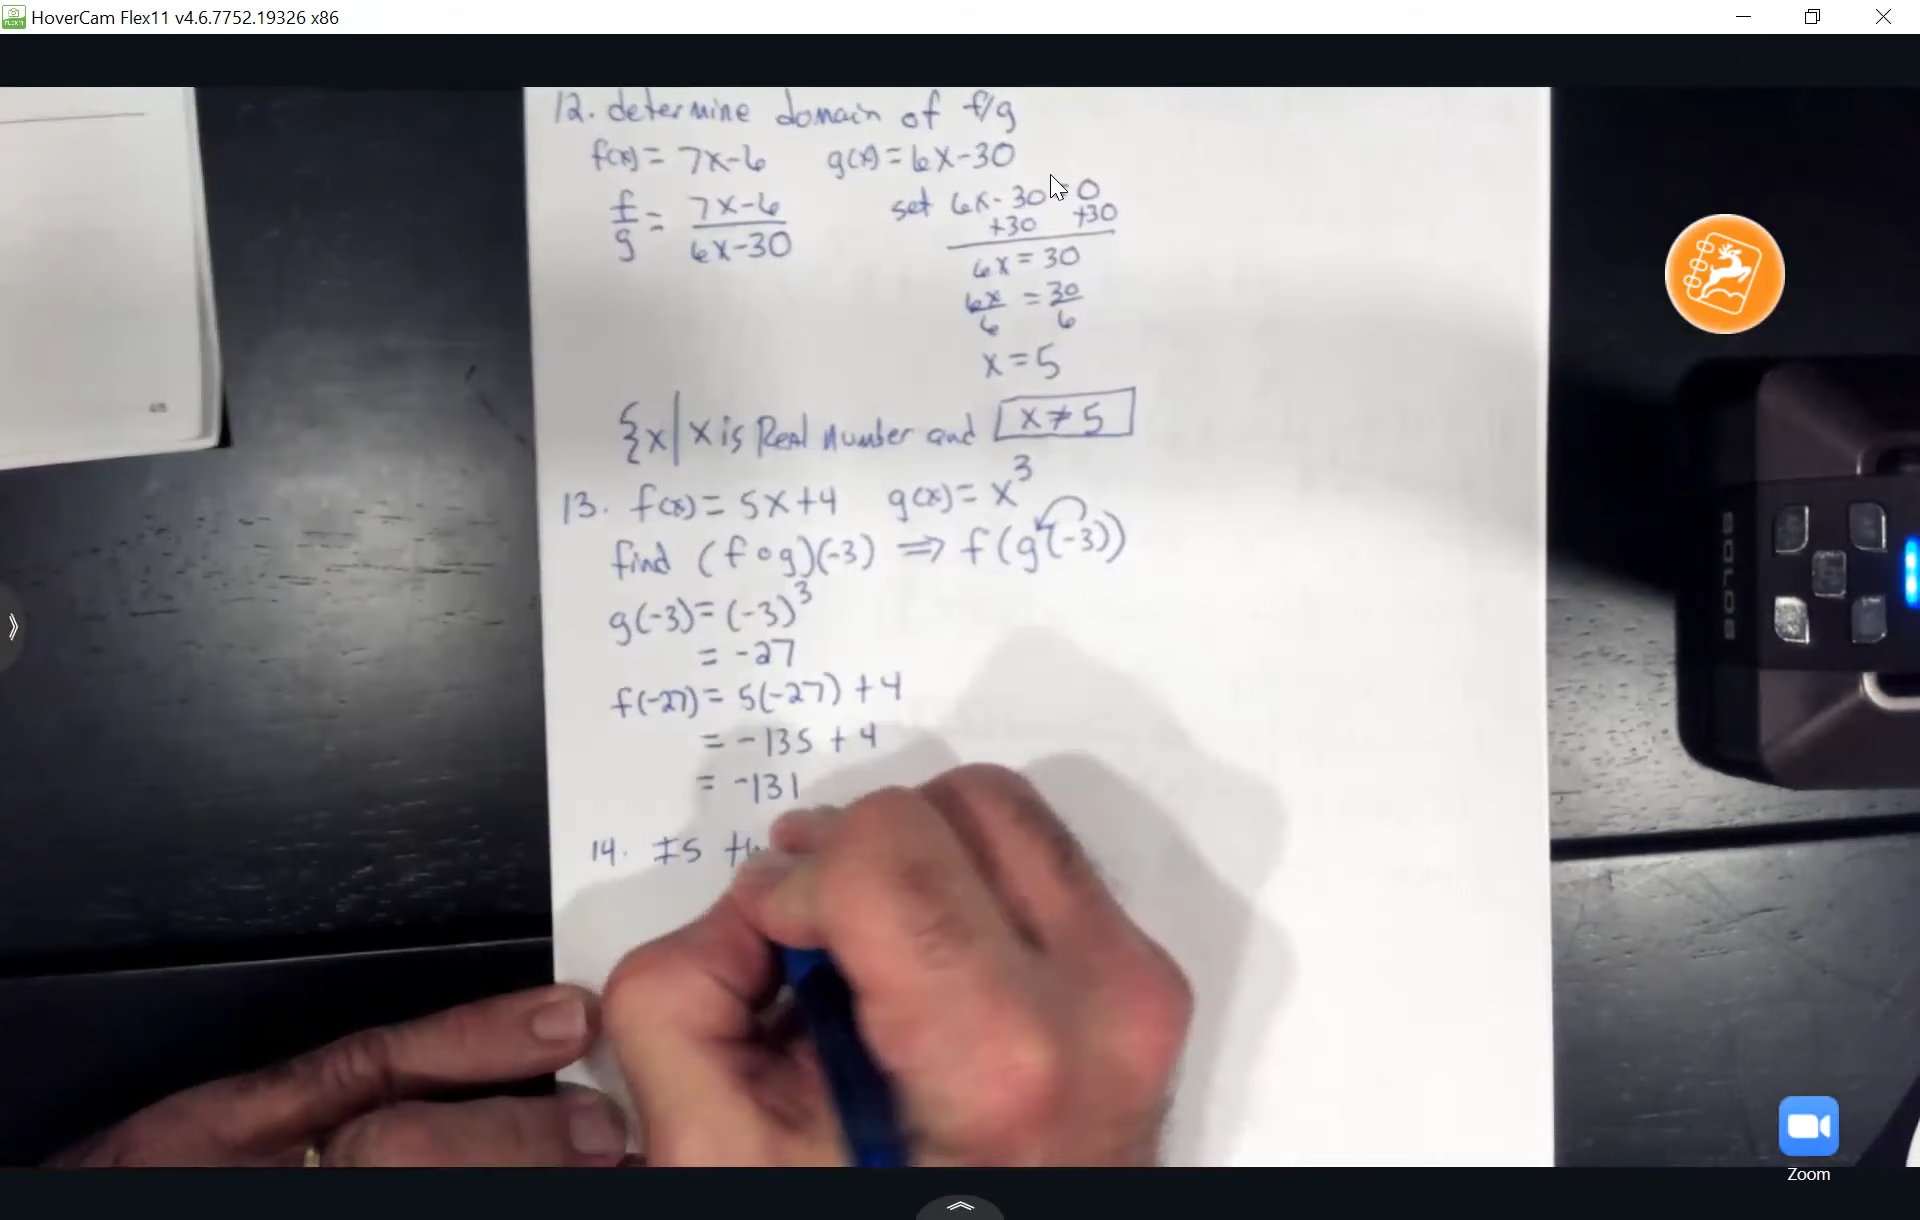 HoverCam Flex11 v4.6.7752.19326 x86
12. determine domain of f/g
f(x) = 7x-6 g(x) = 6x-30
f/g = 7x-6 / 6x-30
set 6x-30=0
+30 +30
6x = 30
6x/6 = 30/6
x = 5
{x| x is Real Number and x ≠ 5
13. f(x) = 5x+4 g(x) = x³
find (f∘g)(-3) ⇒ f(g(-3))
g(-3) = (-3)³
= -27
f(-27) = 5(-27) + 4
= -135 + 4
= -131
14. Is
Zoom